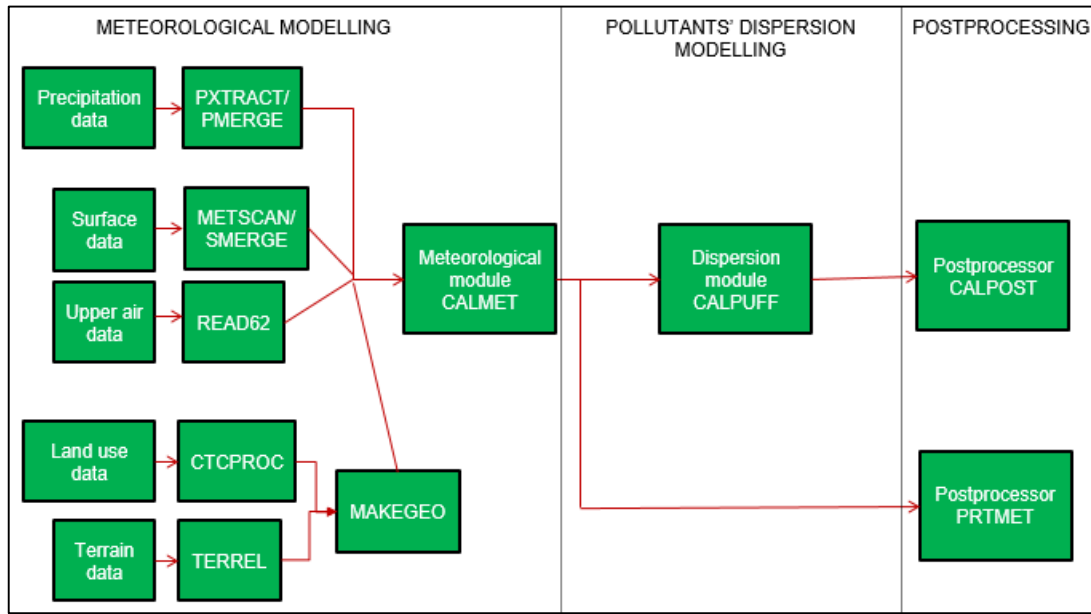 METEOROLOGICAL MODELLING
POLLUTANTS' DISPERSION
MODELLING
POSTPROCESSING
Precipitation
data
PXTRACT/
PMERGE
Surface
data
METSCAN/
SMERGE
Upper air
data
READ62
Meteorological
module
CALMET
Dispersion
module
CALPUFF
Postprocessor
CALPOST
Land use
data
CTCPROC
MAKEGEO
Terrain
data
TERREL
Postprocessor
PRTMET